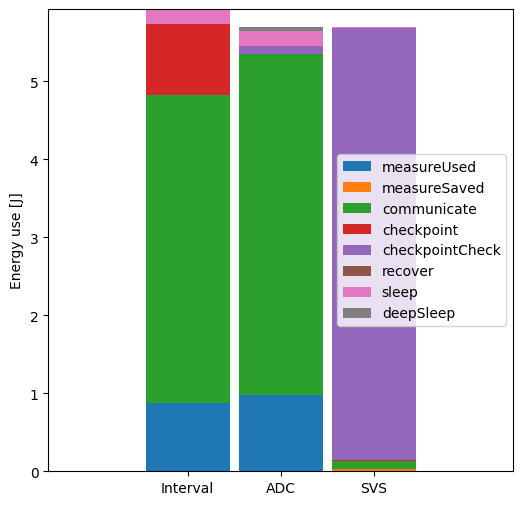 Energy use [J]
5
4
3
2
1
0
measureUsed
measureSaved
communicate
checkpoint
checkpointCheck
recover
sleep
deepSleep
Interval ADC SVS